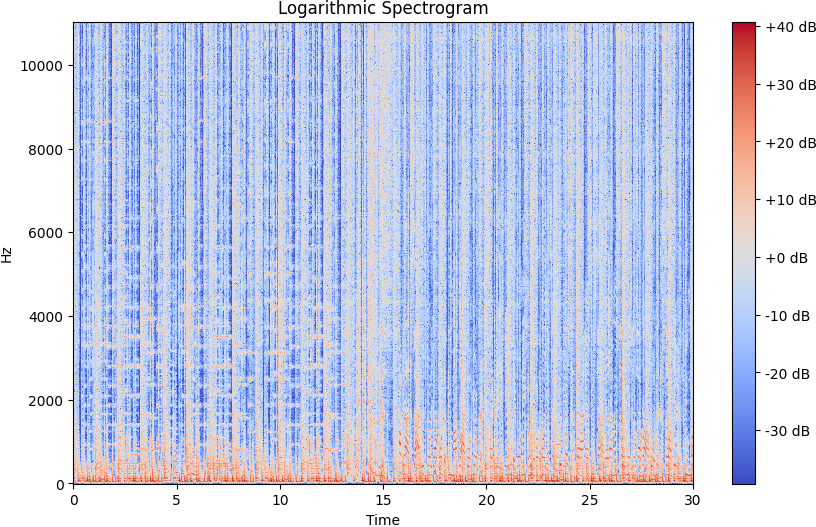 Logarithmic Spectrogram
+40 dB
10000
+30 dB
8000
+20 dB
+10 dB
6000
Hz
+0 dB
4000
-10 dB
-20 dB
2000
-30 dB
0
0 5 10 15 20 25 30
Time